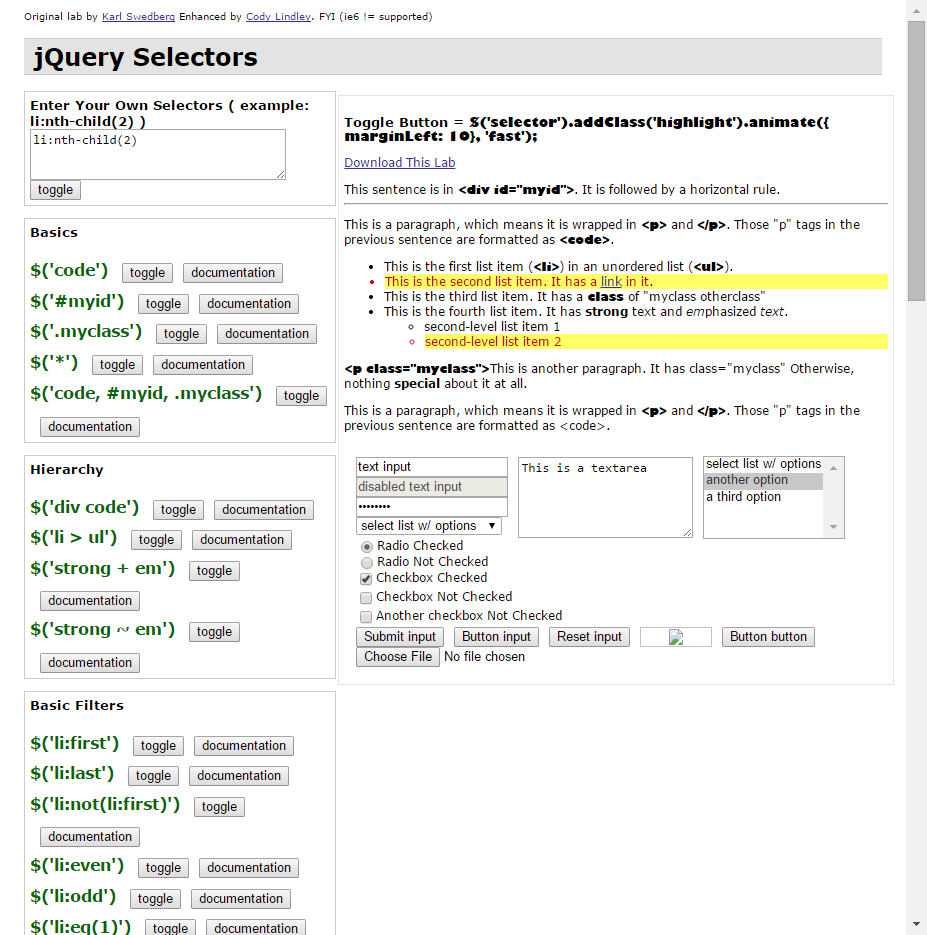 Original lab by Karl Swedberg Enhanced by Cody Lindley. FYI (ie6 != supported)
jQuery Selectors
Enter Your Own Selectors ( example:
li:nth-child(2) )
li:nth-child(2)
toggle
Basics
$('code') toggle documentation
$('#myid') toggle documentation
$('.myclass') toggle documentation
$('*') toggle documentation
$('code, #myid, .myclass') toggle
documentation
Hierarchy
$('div code') toggle documentation
$('li > ul') toggle documentation
$('strong + em') toggle
documentation
$('strong ~ em') toggle
documentation
Basic Filters
$('li:first') toggle documentation
$('li:last') toggle documentation
$('li:not(li:first)') toggle
documentation
$('li:even') toggle documentation
$('li:odd') toggle documentation
$('li:eq(1)') toggle documentation
Toggle Button = $('selector').addClass('highlight').animate({
marginLeft: 10}, 'fast');
Download This Lab
This sentence is in <div id="myid">. It is followed by a horizontal rule.
This is a paragraph, which means it is wrapped in <p> and </p>. Those "p" tags in the
previous sentence are formatted as <code>.
This is the first list item (<li>) in an unordered list (<ul>).
This is the second list item. It has a link in it.
This is the third list item. It has a class of "myclass otherclass"
This is the fourth list item. It has strong text and emphasized text.
second-level list item 1
second-level list item 2
<p class="myclass">This is another paragraph. It has class="myclass" Otherwise,
nothing special about it at all.
This is a paragraph, which means it is wrapped in <p> and </p>. Those "p" tags in the
previous sentence are formatted as <code>.
text input
disabled text input
••••••••
select list w/ options
This is a textarea
select list w/ options
another option
a third option
Radio Checked
Radio Not Checked
Checkbox Checked
Checkbox Not Checked
Another checkbox Not Checked
Submit input Button input Reset input Button button
Choose File No file chosen